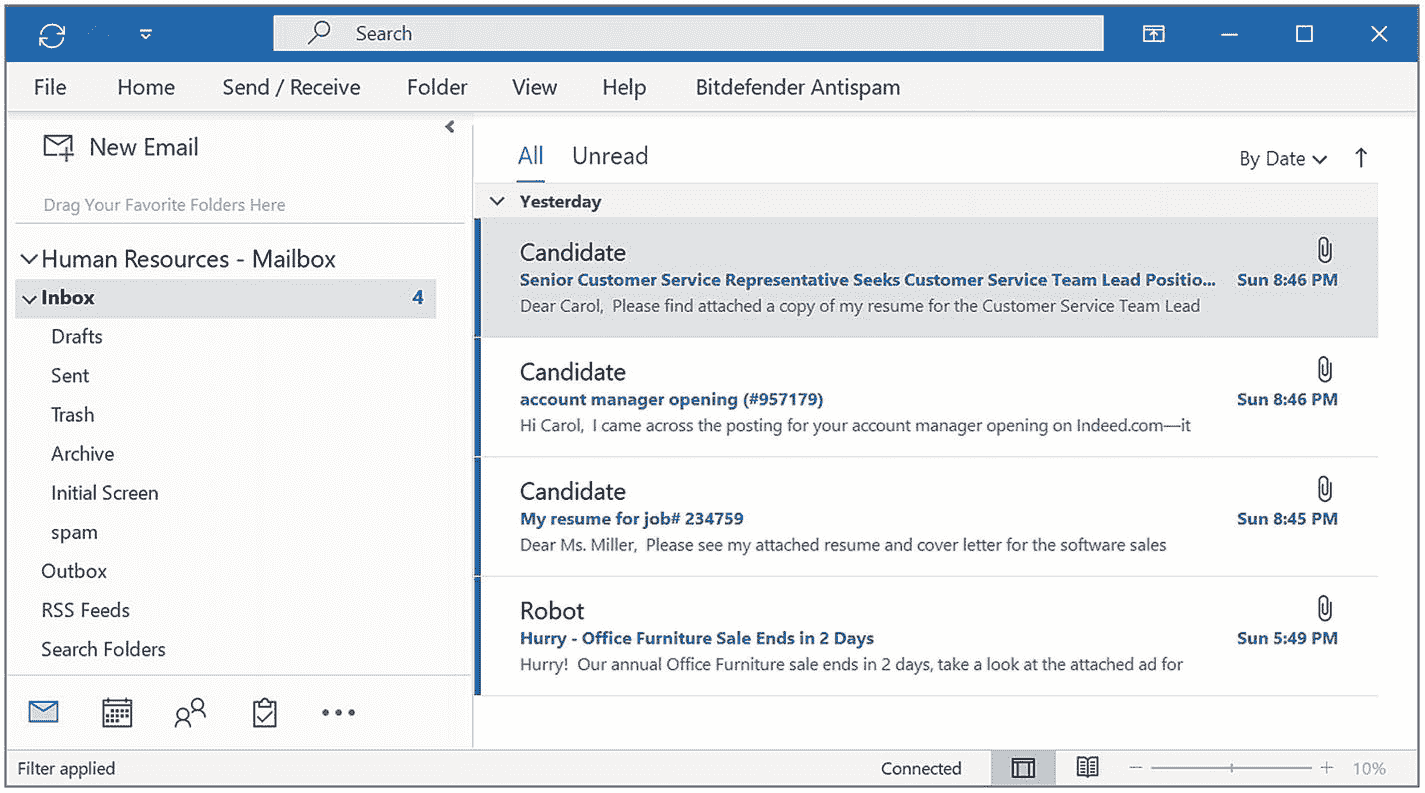 Search
File Home Send / Receive Folder View Help Bitdefender Antispam
New Email
Drag Your Favorite Folders Here
Human Resources - Mailbox
Inbox 4
Drafts
Sent
Trash
Archive
Initial Screen
spam
Outbox
RSS Feeds
Search Folders
All Unread By Date
Yesterday
Candidate
Senior Customer Service Representative Seeks Customer Service Team Lead Positio... Sun 8:46 PM
Dear Carol, Please find attached a copy of my resume for the Customer Service Team Lead
Candidate
account manager opening (#957179) Sun 8:46 PM
Hi Carol, I came across the posting for your account manager opening on Indeed.com—it
Candidate
My resume for job# 234759 Sun 8:45 PM
Dear Ms. Miller, Please see my attached resume and cover letter for the software sales
Robot
Hurry - Office Furniture Sale Ends in 2 Days Sun 5:49 PM
Hurry! Our annual Office Furniture sale ends in 2 days, take a look at the attached ad for
Filter applied Connected 10%